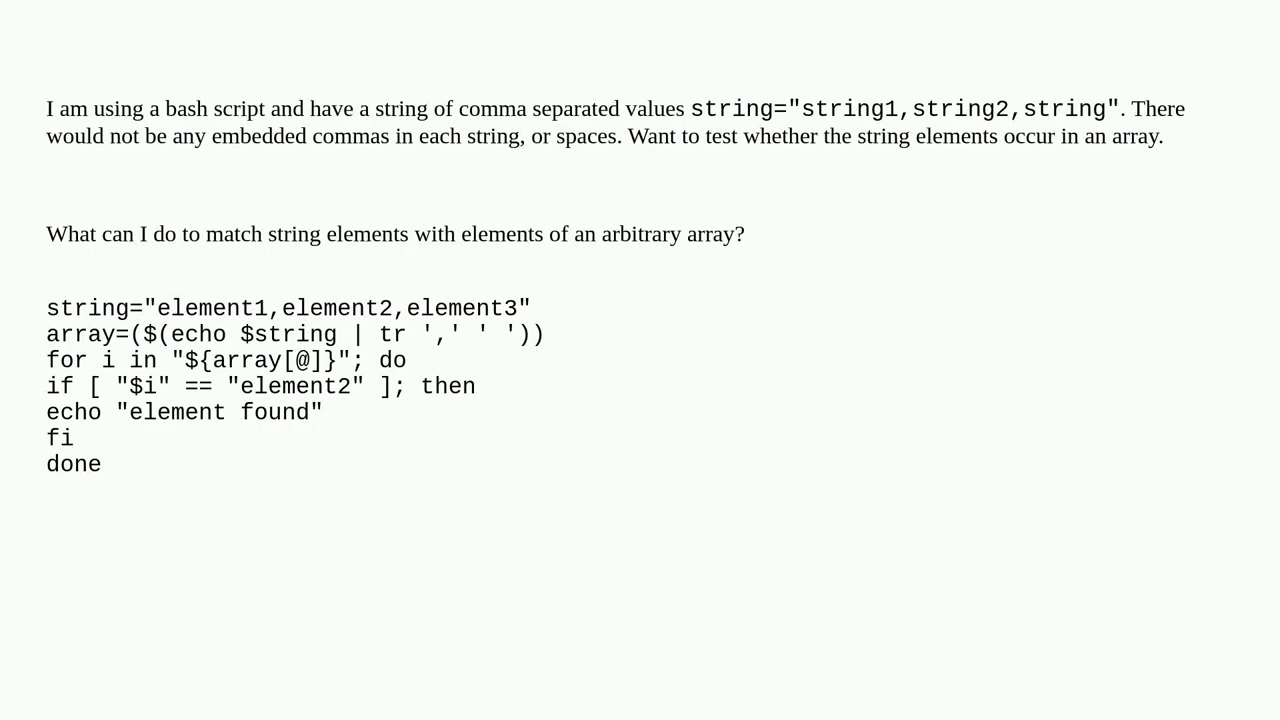 I am using a bash script and have a string of comma separated values string="string1,string2,string". There
would not be any embedded commas in each string, or spaces. Want to test whether the string elements occur in an array.
What can I do to match string elements with elements of an arbitrary array?
string="element1,element2,element3"
array=($(echo $string | tr ',' ' '))
for i in "${array[@]}"; do
if [ "$i" == "element2" ]; then
echo "element found"
fi
done